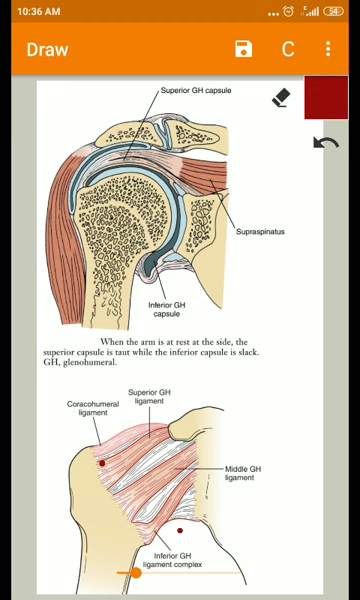 10:36 AM
E
54
Draw
C
Superior GH capsule
Supraspinatus
Inferior GH
capsule
When the arm is at rest at the side, the
superior capsule is taut while the inferior capsule is slack.
GH, glenohumeral.
Superior GH
ligament
Coracohumeral
ligament
Middle GH
ligament
Inferior GH
ligament complex